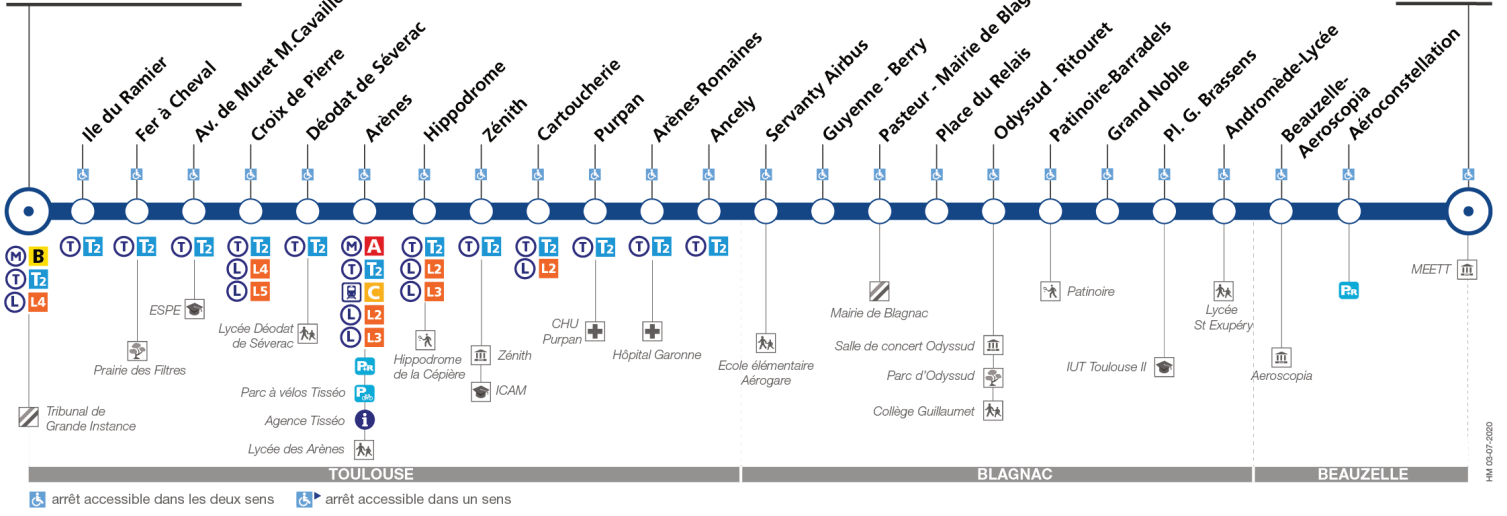 Ile du Ramier
Fer à Cheval
Av. de Muret M.Cavaillé
Croix de Pierre
Déodat de Séverac
Arènes
Hippodrome
Zénith
Cartoucherie
Purpan
Arènes Romaines
Ancely
Servanty Airbus
Guyenne - Berry
Pasteur - Mairie de
Place du Relais
Odyssud - Ritouret
Patinoire-Barradels
Grand Noble
Pl. G. Brassens
Andromède-Lycée
Beauzelle-
Aeroscopia
Aéroconstellation
M B
T T2
L L4
T T2
T T2
T T2
T T2
L L4
L L5
T T2
M A
T T2
C
L L2
L L3
T T2
L L2
L L3
T T2
T T2
L L2
T T2
T T2
T T2
P+R
P+R
Tribunal de
Grande Instance
Prairie des Filtres
ESPE
Lycée Déodat
de Séverac
Parc à vélos Tisséo
P
Agence Tisséo
i
Lycée des Arènes
Hippodrome
de la Cépière
Zénith
ICAM
CHU
Purpan
Hôpital Garonne
Ecole élémentaire
Aérogare
Mairie de Blagnac
Salle de concert Odyssud
Parc d'Odyssud
Collège Guillaumet
Patinoire
IUT Toulouse II
Lycée
St Exupéry
Aeroscopia
MEETT
TOULOUSE
BLAGNAC
BEAUZELLE
arrêt accessible dans les deux sens
arrêt accessible dans un sens
HM 03-07-2020